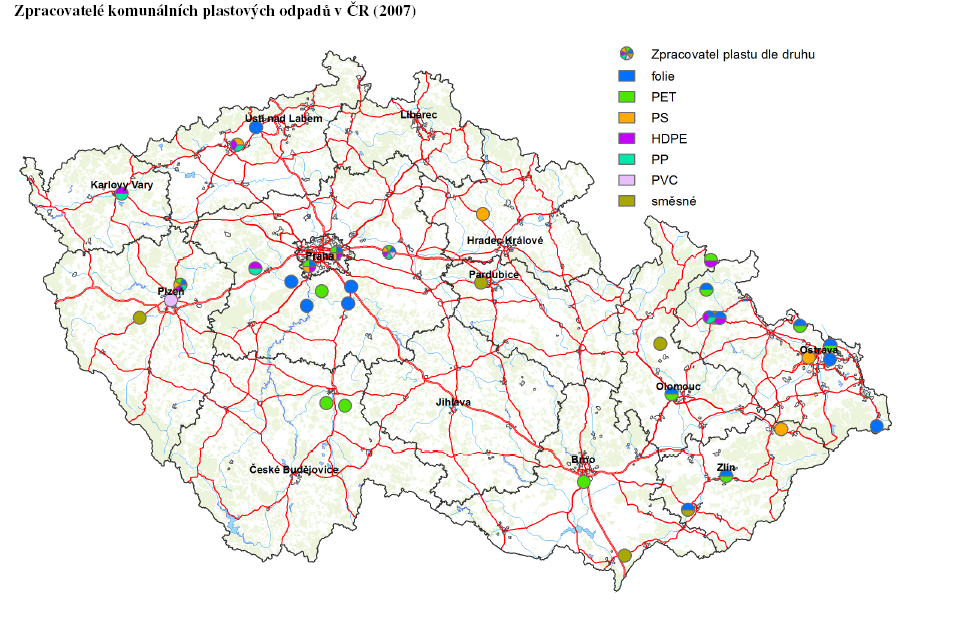 Zpracovatelé komunálních plastových odpadů v ČR (2007)
Zpracovatel plastu dle druhu
folie
PET
PS
HDPE
PP
PVC
směsné
Ústí nad Labem
Liberec
Karlovy Vary
Hradec Králové
Praha
Pardubice
Plzeň
Ostrava
Olomouc
Jihlava
Brno
Zlín
České Budějovice